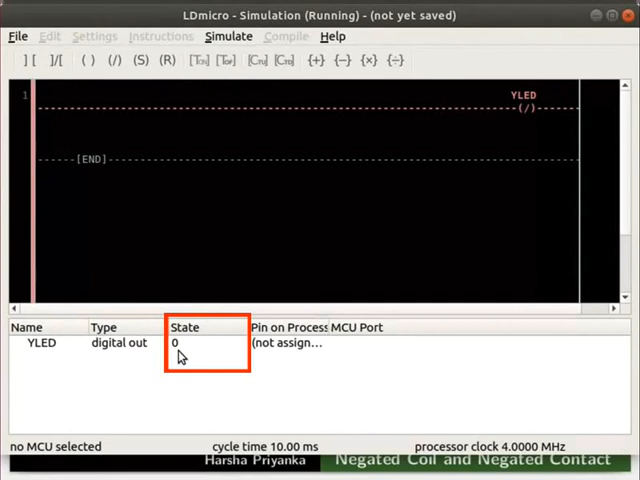 LDmicro - Simulation (Running) - (not yet saved)
File Edit Settings Instructions Simulate Compile Help
] [ ]/[ ( ) (/) (S) (R) [TON] [TOF] [CTU] [CTD] {+} {−} {×} {÷}
1 YLED
(/)
[END]
Name Type State Pin on Process MCU Port
YLED digital out 0 (not assign...
no MCU selected cycle time 10.00 ms processor clock 4.0000 MHz
Harsha Priyanka Negated Coil and Negated Contact